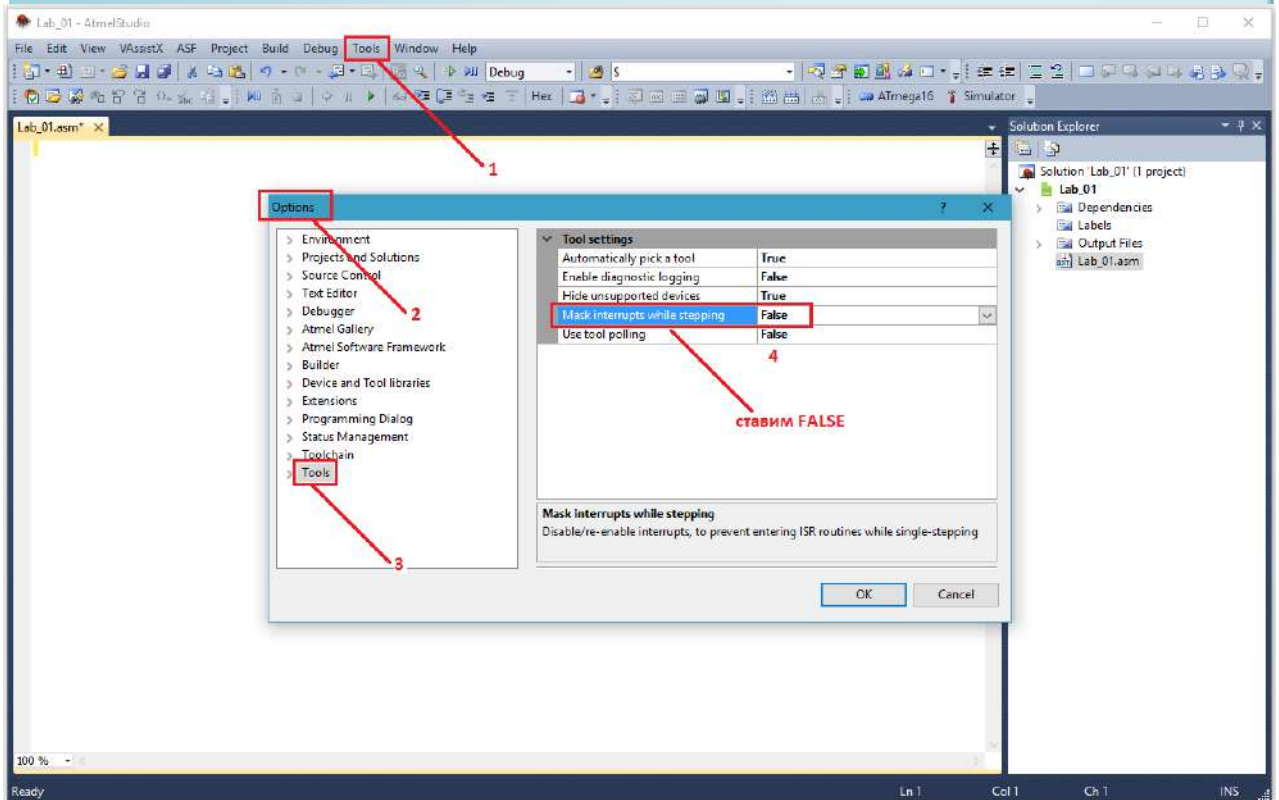 Lab_01 - AtmelStudio
File Edit View VAssistX ASF Project Build Debug Tools Window Help
Debug S
Hex ATmega16 Simulator
Lab_01.asm* X
1
Options ? X
Environment
Projects and Solutions
Source Control
Text Editor
Debugger
2
Atmel Gallery
Atmel Software Framework
Builder
Device and Tool libraries
Extensions
Programming Dialog
Status Management
Toolchain
Tools
3
Tool settings
Automatically pick a tool True
Enable diagnostic logging False
Hide unsupported devices True
Mask interrupts while stepping False
Use tool polling False
4
ставим FALSE
Mask interrupts while stepping
Disable/re-enable interrupts, to prevent entering ISR routines while single-stepping
OK Cancel
Solution Explorer
Solution 'Lab_01' (1 project)
Lab_01
Dependencies
Labels
Output Files
Lab_01.asm
100 %
Ready Ln 1 Col 1 Ch 1 INS